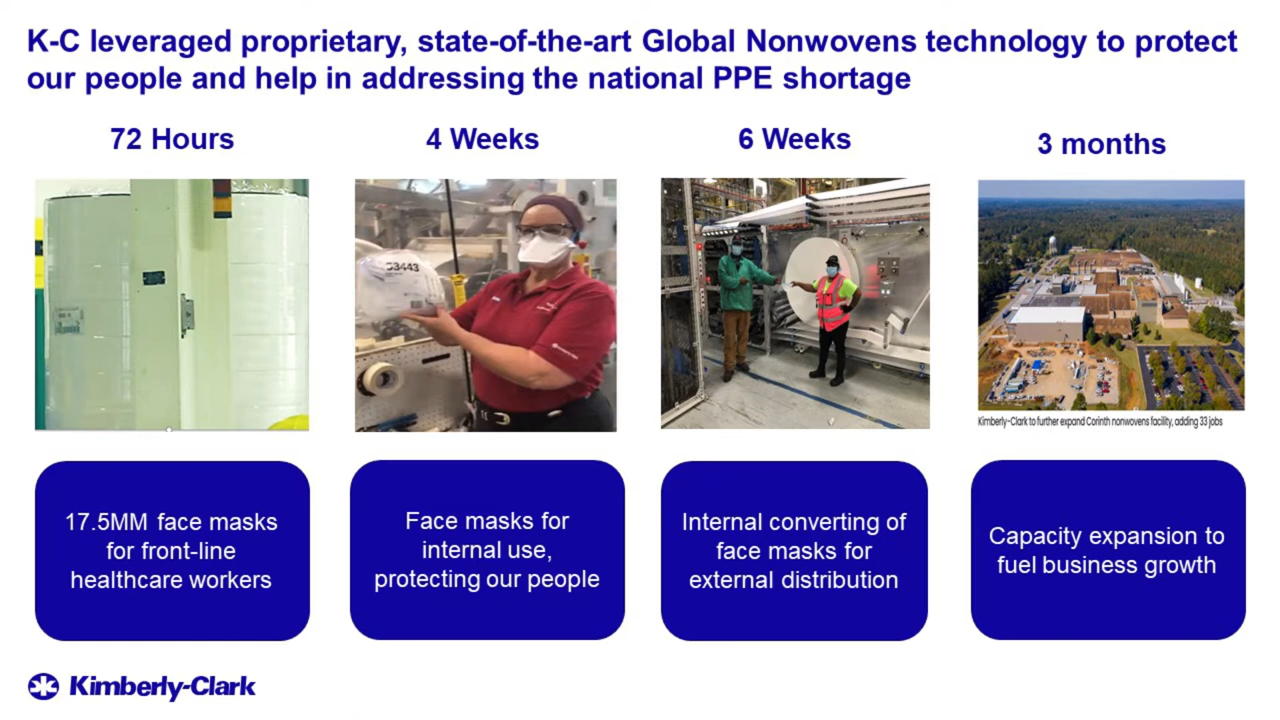 K-C leveraged proprietary, state-of-the-art Global Nonwovens technology to protect
our people and help in addressing the national PPE shortage
72 Hours
4 Weeks
6 Weeks
3 months
53443
Kimberly-Clark to further expand Corinth nonwovens facility, adding 33 jobs
17.5MM face masks
for front-line
healthcare workers
Face masks for
internal use,
protecting our people
Internal converting of
face masks for
external distribution
Capacity expansion to
fuel business growth
Kimberly-Clark